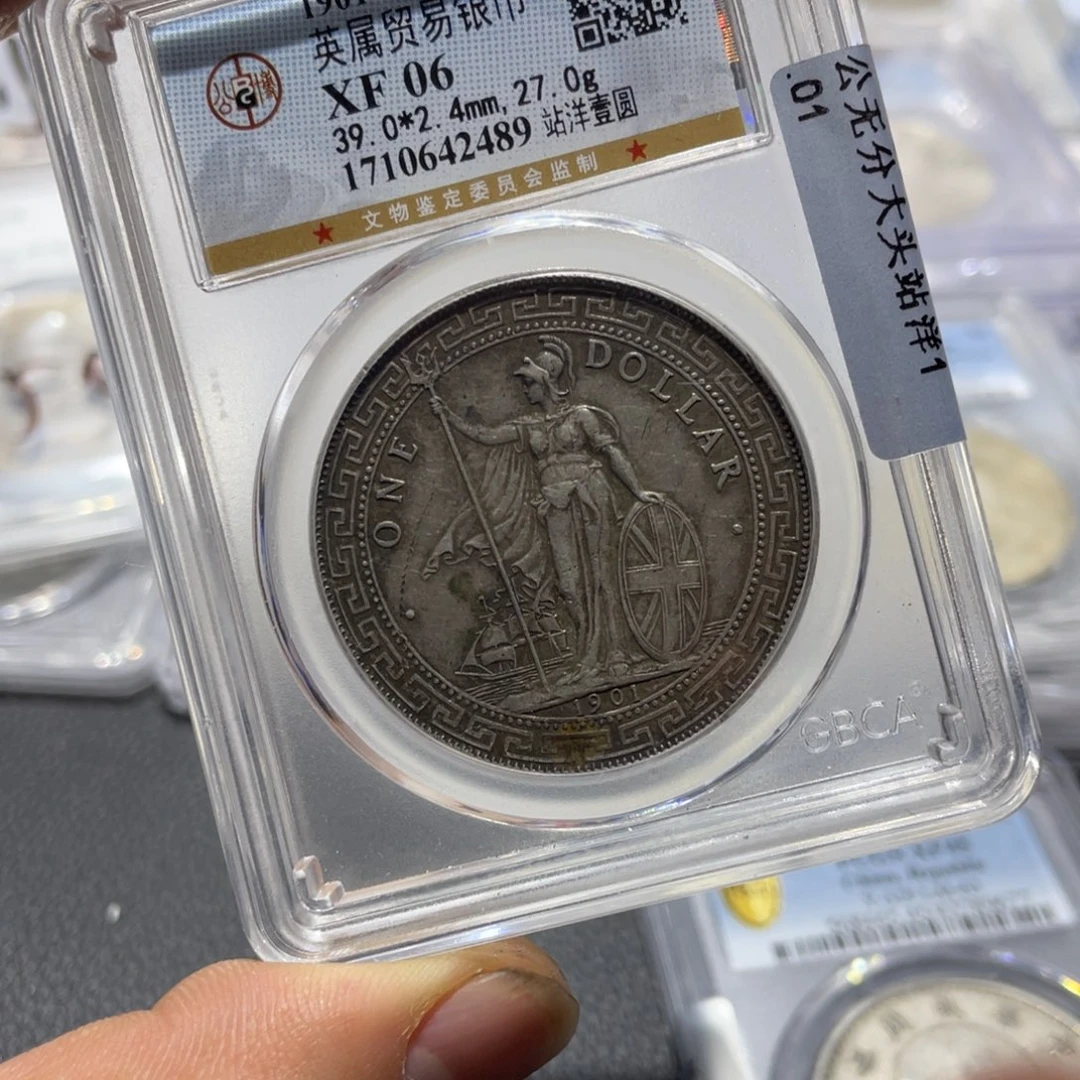 1901
英属贸易银币
XF 06
39.0*2.4mm, 27.0g
1710642489 站洋壹圆
文物鉴定委员会监制
公无分大头站洋1
.01
ONE DOLLAR
1901
GBCA